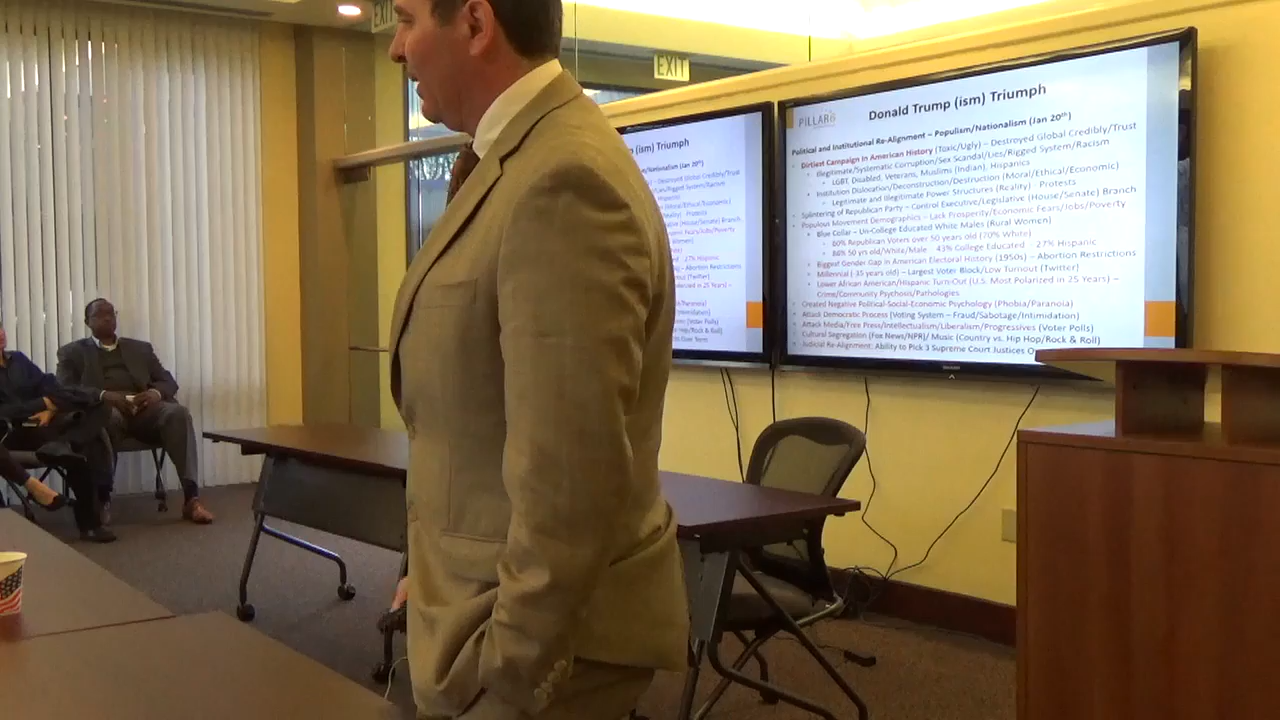 EXIT
EXIT
PILLAR
Donald Trump (ism) Triumph
Political and Institutional Re-Alignment – Populism/Nationalism (Jan 20th)
Dirtiest Campaign in American History (Toxic/Ugly) – Destroyed Global Credibly/Trust
Illegitimate/Systematic Corruption/Sex Scandal/Lies/Rigged System/Racism
LGBT, Disabled, Veterans, Muslims (Indian), Hispanics
Institution Dislocation/Deconstruction/Destruction (Moral/Ethical/Economic)
Legitimate and Illegitimate Power Structures (Reality) - Protests
Splintering of Republican Party – Control Executive/Legislative (House/Senate) Branch
Populous Movement Demographics – Lack Prosperity/Economic Fears/Jobs/Poverty
Blue Collar – Un-College Educated White Males (Rural Women)
60% Republican Voters over 50 years old (70% White)
86% 50 yrs old/White/Male - 43% College Educated - 27% Hispanic
Biggest Gender Gap in American Electoral History (1950s) – Abortion Restrictions
Millennial (-35 years old) – Largest Voter Block/Low Turnout (Twitter)
Lower African American/Hispanic Turn-Out (U.S. Most Polarized in 25 Years) –
Crime/Community Psychosis/Pathologies
Created Negative Political-Social-Economic Psychology (Phobia/Paranoia)
Attack Democratic Process (Voting System – Fraud/Sabotage/Intimidation)
Attack Media/Free Press/Intellectualism/Liberalism/Progressives (Voter Polls)
Cultural Segregation (Fox News/NPR)/ Music (Country vs. Hip Hop/Rock & Roll)
Judicial Re-Alignment: Ability to Pick 3 Supreme Court Justices
(ism) Triumph